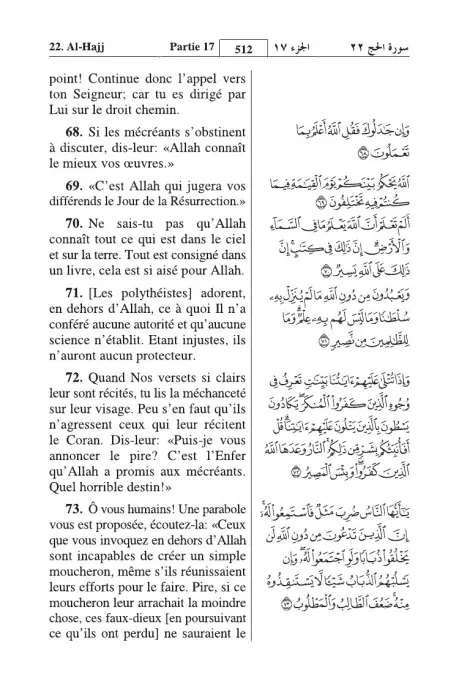 22. Al-Hajj Partie 17 512 الجزء ١٧ سورة الحج ٢٢
point! Continue donc l’appel vers
ton Seigneur; car tu es dirigé par
Lui sur le droit chemin.
68. Si les mécréants s’obstinent
à discuter, dis-leur: «Allah connaît
le mieux vos œuvres.»
69. «C’est Allah qui jugera vos
différends le Jour de la Résurrection.»
70. Ne sais-tu pas qu’Allah
connaît tout ce qui est dans le ciel
et sur la terre. Tout est consigné dans
un livre, cela est si aisé pour Allah.
71. [Les polythéistes] adorent,
en dehors d’Allah, ce à quoi Il n’a
conféré aucune autorité et qu’aucune
science n’établit. Etant injustes, ils
n’auront aucun protecteur.
72. Quand Nos versets si clairs
leur sont récités, tu lis la méchanceté
sur leur visage. Peu s’en faut qu’ils
n’agressent ceux qui leur récitent
le Coran. Dis-leur: «Puis-je vous
annoncer le pire? C’est l’Enfer
qu’Allah a promis aux mécréants.
Quel horrible destin!»
73. Ô vous humains! Une parabole
vous est proposée, écoutez-la: «Ceux
que vous invoquez en dehors d’Allah
sont incapables de créer un simple
moucheron, même s’ils réunissaient
leurs efforts pour le faire. Pire, si ce
moucheron leur arrachait la moindre
chose, ces faux-dieux [en poursuivant
ce qu’ils ont perdu] ne sauraient le
وَإِن جَٰدَلُوكَ فَقُلِ ٱللَّهُ أَعْلَمُ بِمَا
تَعْمَلُونَ ٦٨
ٱللَّهُ يَحْكُمُ بَيْنَكُمْ يَوْمَ ٱلْقِيَٰمَةِ فِيمَا
كُنتُمْ فِيهِ تَخْتَلِفُونَ ٦٩
أَلَمْ تَعْلَمْ أَنَّ ٱللَّهَ يَعْلَمُ مَا فِى ٱلسَّمَآءِ
وَٱلْأَرْضِ إِنَّ ذَٰلِكَ فِى كِتَٰبٍ إِنَّ
ذَٰلِكَ عَلَى ٱللَّهِ يَسِيرٌ ٧٠
وَيَعْبُدُونَ مِن دُونِ ٱللَّهِ مَا لَمْ يُنَزِّلْ بِهِۦ
سُلْطَٰنًا وَمَا لَيْسَ لَهُم بِهِۦ عِلْمٌ وَمَا
لِلظَّٰلِمِينَ مِن نَّصِيرٍ ٧١
وَإِذَا تُتْلَىٰ عَلَيْهِمْ ءَايَٰتُنَا بَيِّنَٰتٍ تَعْرِفُ فِى
وُجُوهِ ٱلَّذِينَ كَفَرُوا۟ ٱلْمُنكَرَ يَكَادُونَ
يَسْطُونَ بِٱلَّذِينَ يَتْلُونَ عَلَيْهِمْ ءَايَٰتِنَا قُلْ
أَفَأُنَبِّئُكُم بِشَرٍّ مِّن ذَٰلِكُمُ ٱلنَّارُ وَعَدَهَا ٱللَّهُ
ٱلَّذِينَ كَفَرُوا۟ وَبِئْسَ ٱلْمَصِيرُ ٧٢
يَٰٓأَيُّهَا ٱلنَّاسُ ضُرِبَ مَثَلٌ فَٱسْتَمِعُوا۟ لَهُۥٓ
إِنَّ ٱلَّذِينَ تَدْعُونَ مِن دُونِ ٱللَّهِ لَن
يَخْلُقُوا۟ ذُبَابًا وَلَوِ ٱجْتَمَعُوا۟ لَهُۥ وَإِن
يَسْلُبْهُمُ ٱلذُّبَابُ شَيْـًٔا لَّا يَسْتَنقِذُوهُ
مِنْهُ ضَعُفَ ٱلطَّالِبُ وَٱلْمَطْلُوبُ ٧٣